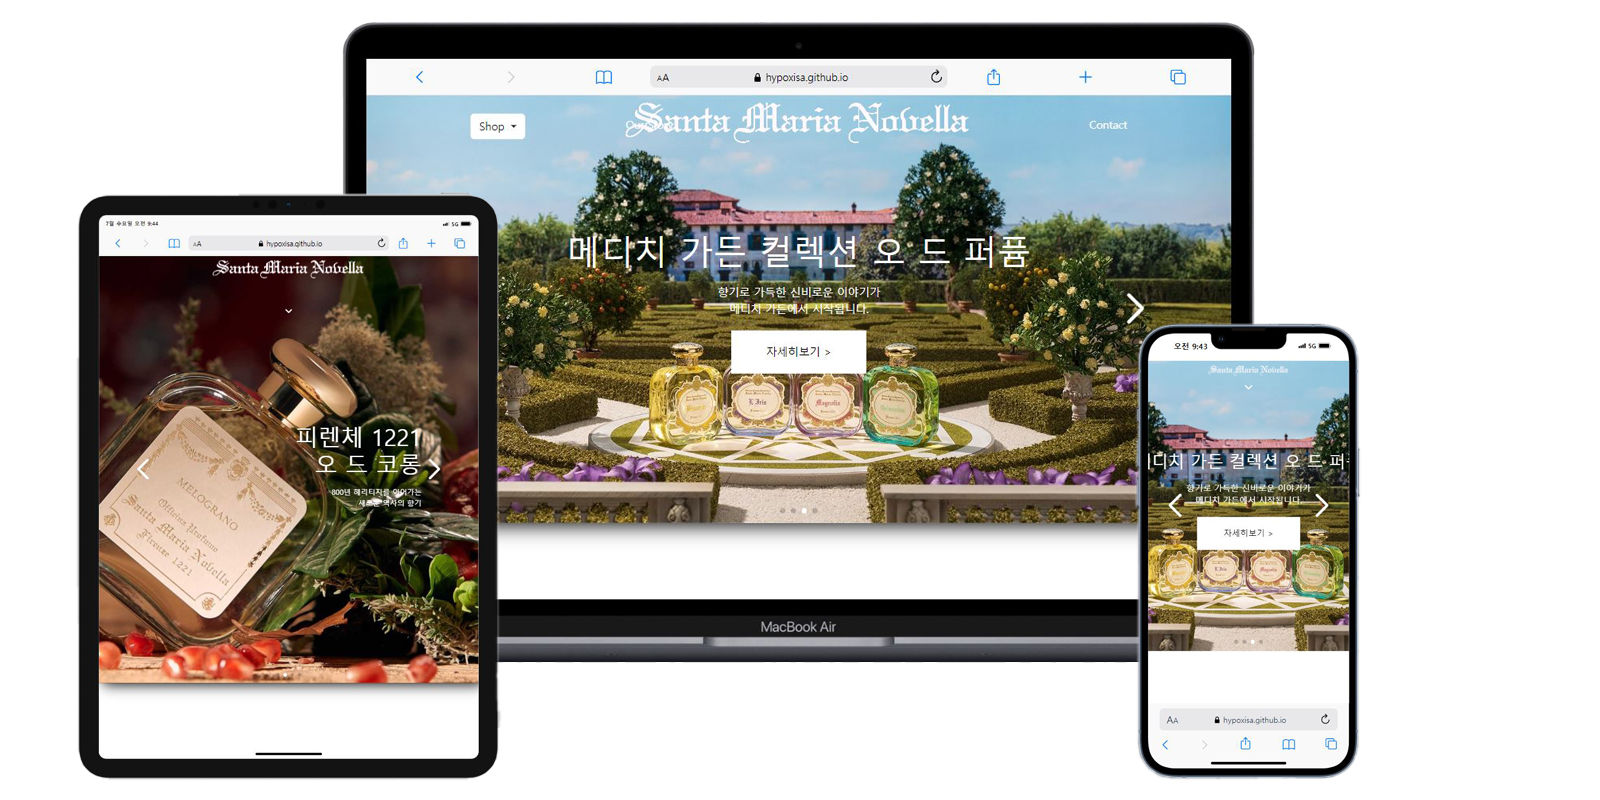 AA hypoxisa.github.io
Shop
Santa Maria Novella
Contact
메디치 가든 컬렉션 오 드 퍼퓸
향기로 가득한 신비로운 이야기가
메디치 가든에서 시작됩니다.
자세히보기 >
L'Iris
Magnolia
MacBook Air
7월 수요일 오전 9:44
5G
AA hypoxisa.github.io
Santa Maria Novella
피렌체 1221
오 드 코롱
800년 헤리티지를 이어가는
새로운 역사의 향기
MELOGRANO
Officina Profumo
Santa Maria Novella
Firenze 1221
오전 9:43
5G
Santa Maria Novella
디치 가든 컬렉션 오 드 퍼
향기로 가득한 신비로운 이야기가
메디치 가든에서 시작됩니다.
자세히보기 >
L'Iris
Magnolia
AA hypoxisa.github.io